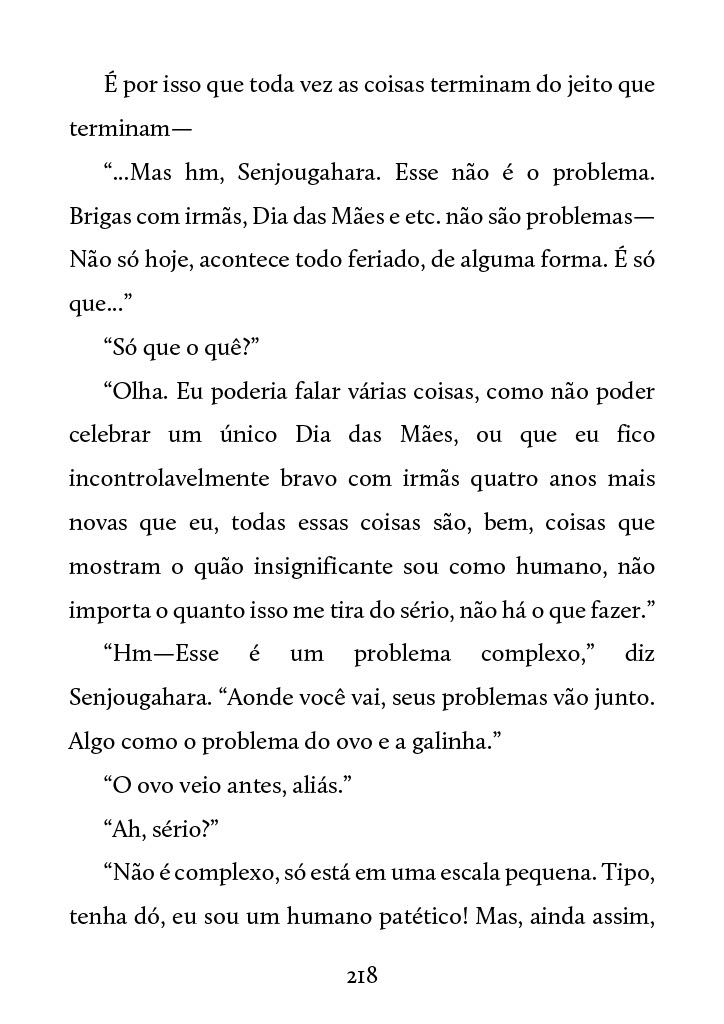 É por isso que toda vez as coisas terminam do jeito que
terminam—
“...Mas hm, Senjougahara. Esse não é o problema.
Brigas com irmãs, Dia das Mães e etc. não são problemas—
Não só hoje, acontece todo feriado, de alguma forma. É só
que...”
“Só que o quê?”
“Olha. Eu poderia falar várias coisas, como não poder
celebrar um único Dia das Mães, ou que eu fico
incontrolavelmente bravo com irmãs quatro anos mais
novas que eu, todas essas coisas são, bem, coisas que
mostram o quão insignificante sou como humano, não
importa o quanto isso me tira do sério, não há o que fazer.”
“Hm—Esse é um problema complexo,” diz
Senjougahara. “Aonde você vai, seus problemas vão junto.
Algo como o problema do ovo e a galinha.”
“O ovo veio antes, aliás.”
“Ah, sério?”
“Não é complexo, só está em uma escala pequena. Tipo,
tenha dó, eu sou um humano patético! Mas, ainda assim,
218